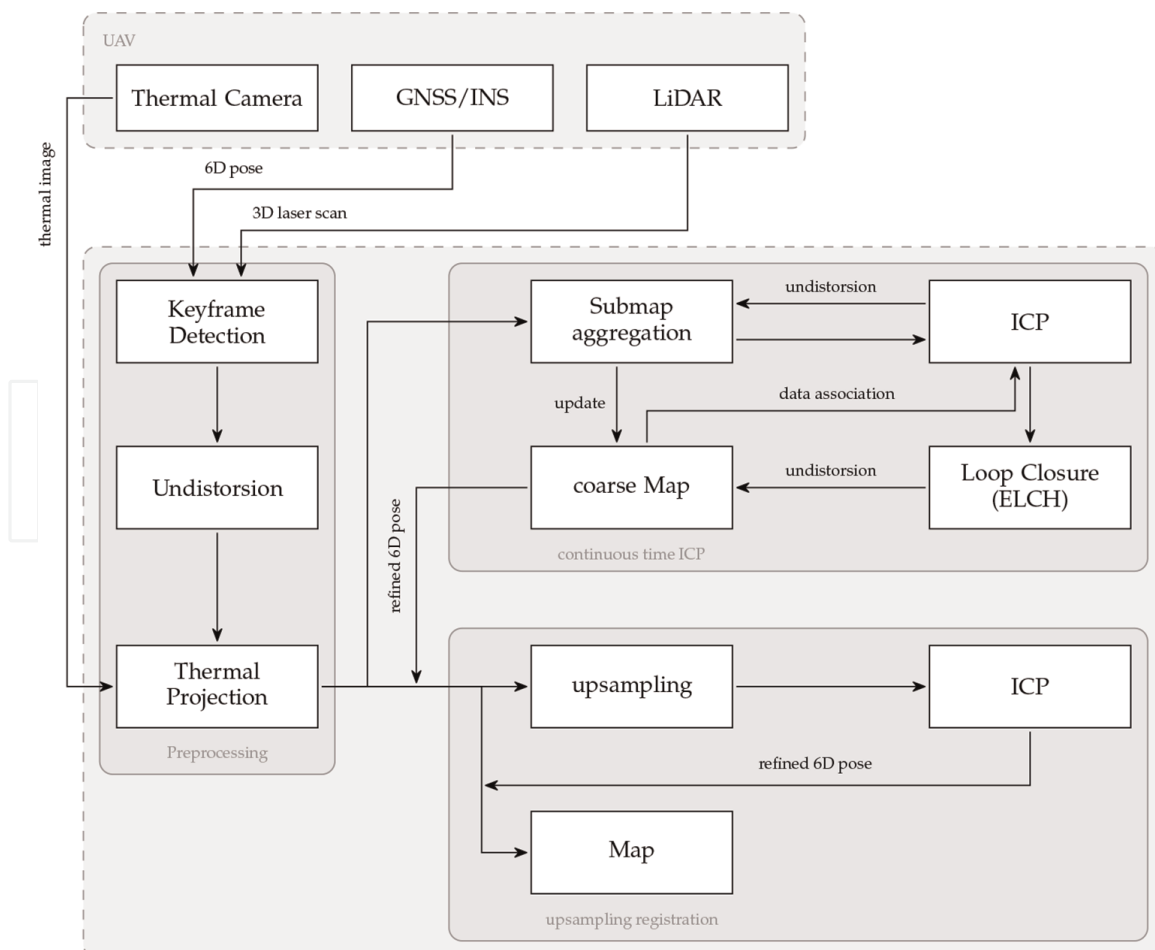 UAV
Thermal Camera
GNSS/INS
LiDAR
thermal image
6D pose
3D laser scan
Keyframe
Detection
Undistorsion
Thermal
Projection
Preprocessing
Submap
aggregation
undistorsion
ICP
update
data association
coarse Map
undistorsion
Loop Closure
(ELCH)
continuous time ICP
refined 6D pose
upsampling
ICP
refined 6D pose
Map
upsampling registration